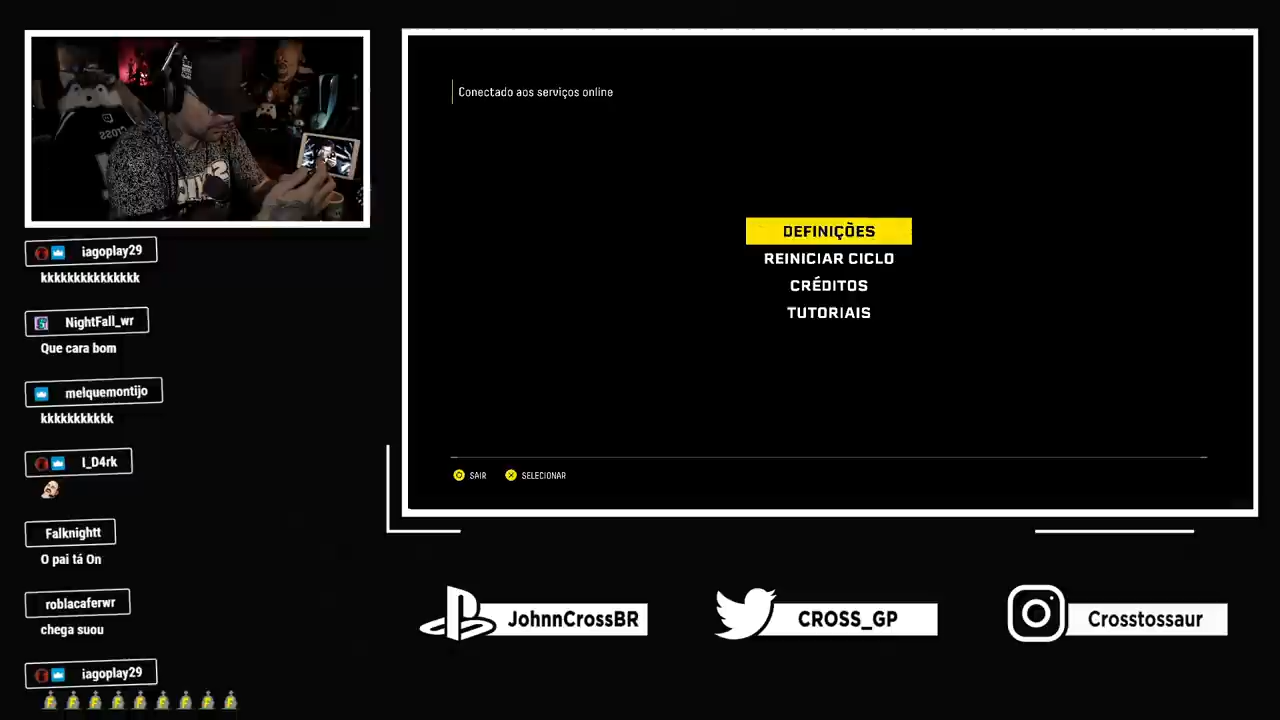 Conectado aos serviços online
DEFINIÇÕES
REINICIAR CICLO
CRÉDITOS
TUTORIAIS
SAIR
SELECIONAR
iagoplay29
kkkkkkkkkkkkkkk
NightFall_wr
Que cara bom
melquemontijo
kkkkkkkkkkk
I_D4rk
Falknightt
O pai tá On
roblacaferwr
chega suou
iagoplay29
JohnnCrossBR
CROSS_GP
Crosstossaur